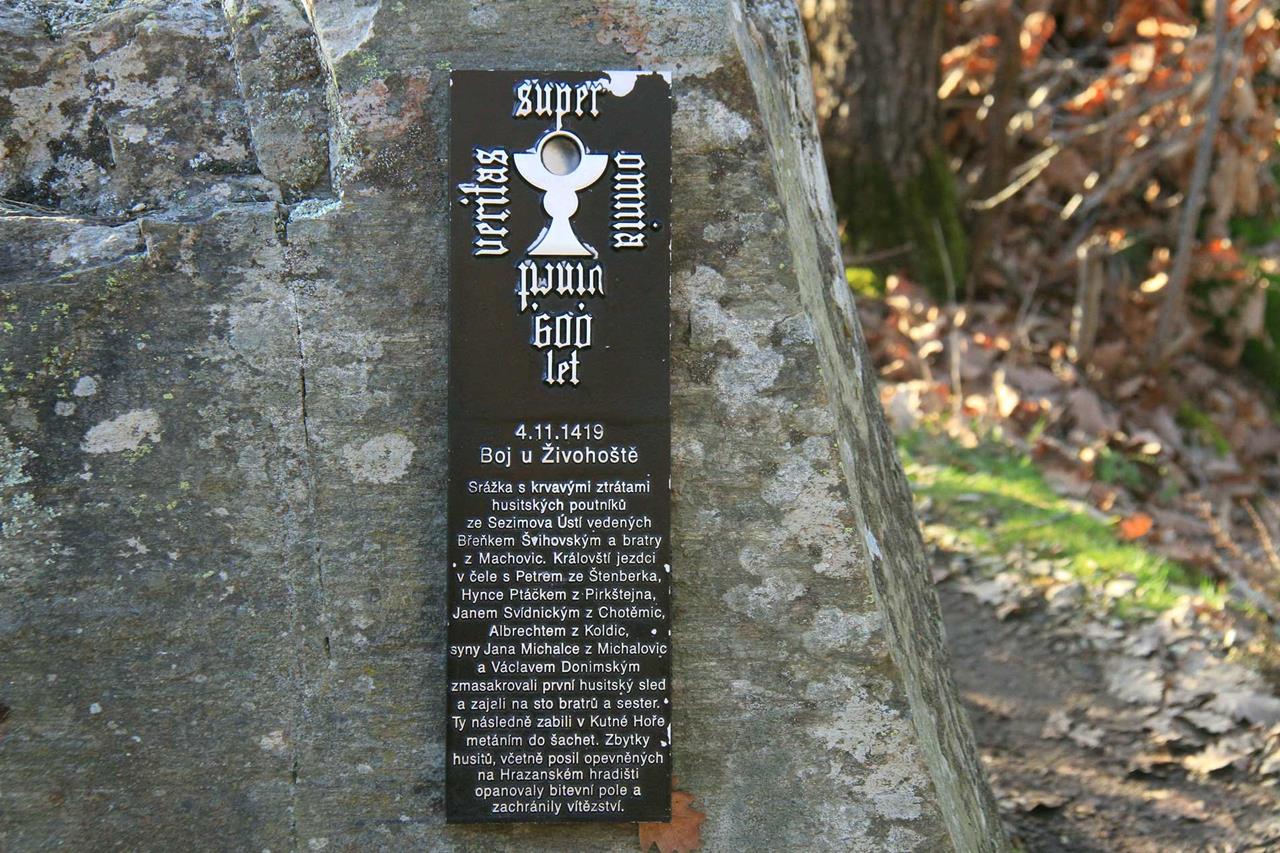 super
veritas
omnia
vincit
600
let
4.11.1419
Boj u Živohoště
Srážka s krvavými ztrátami
husitských poutníků
ze Sezimova Ústí vedených
Břeňkem Švihovským a bratry
z Machovic. Královští jezdci
v čele s Petrem ze Štenberka,
Hynce Ptáčkem z Pirkštejna,
Janem Svídnickým z Chotěmic,
Albrechtem z Koldic,
syny Jana Michalce z Michalovic
a Václavem Donimským
zmasakrovali první husitský sled
a zajali na sto bratrů a sester.
Ty následně zabili v Kutné Hoře
metáním do šachet. Zbytky
husitů, včetně posil opevněných
na Hrazanském hradišti
opanovaly bitevní pole a
zachránily vítězství.